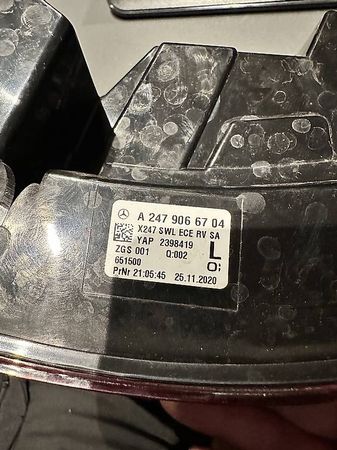 A 247 906 67 04
X247 SWL ECE RV SA
YAP 2398419
ZGS 001 Q:002
651500
L
O:
PrNr 21:05:45 25.11.2020